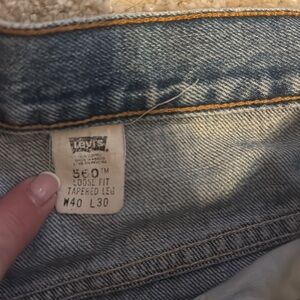 LEVI'S
560™
LOOSE FIT
TAPERED LEG
W40 L30